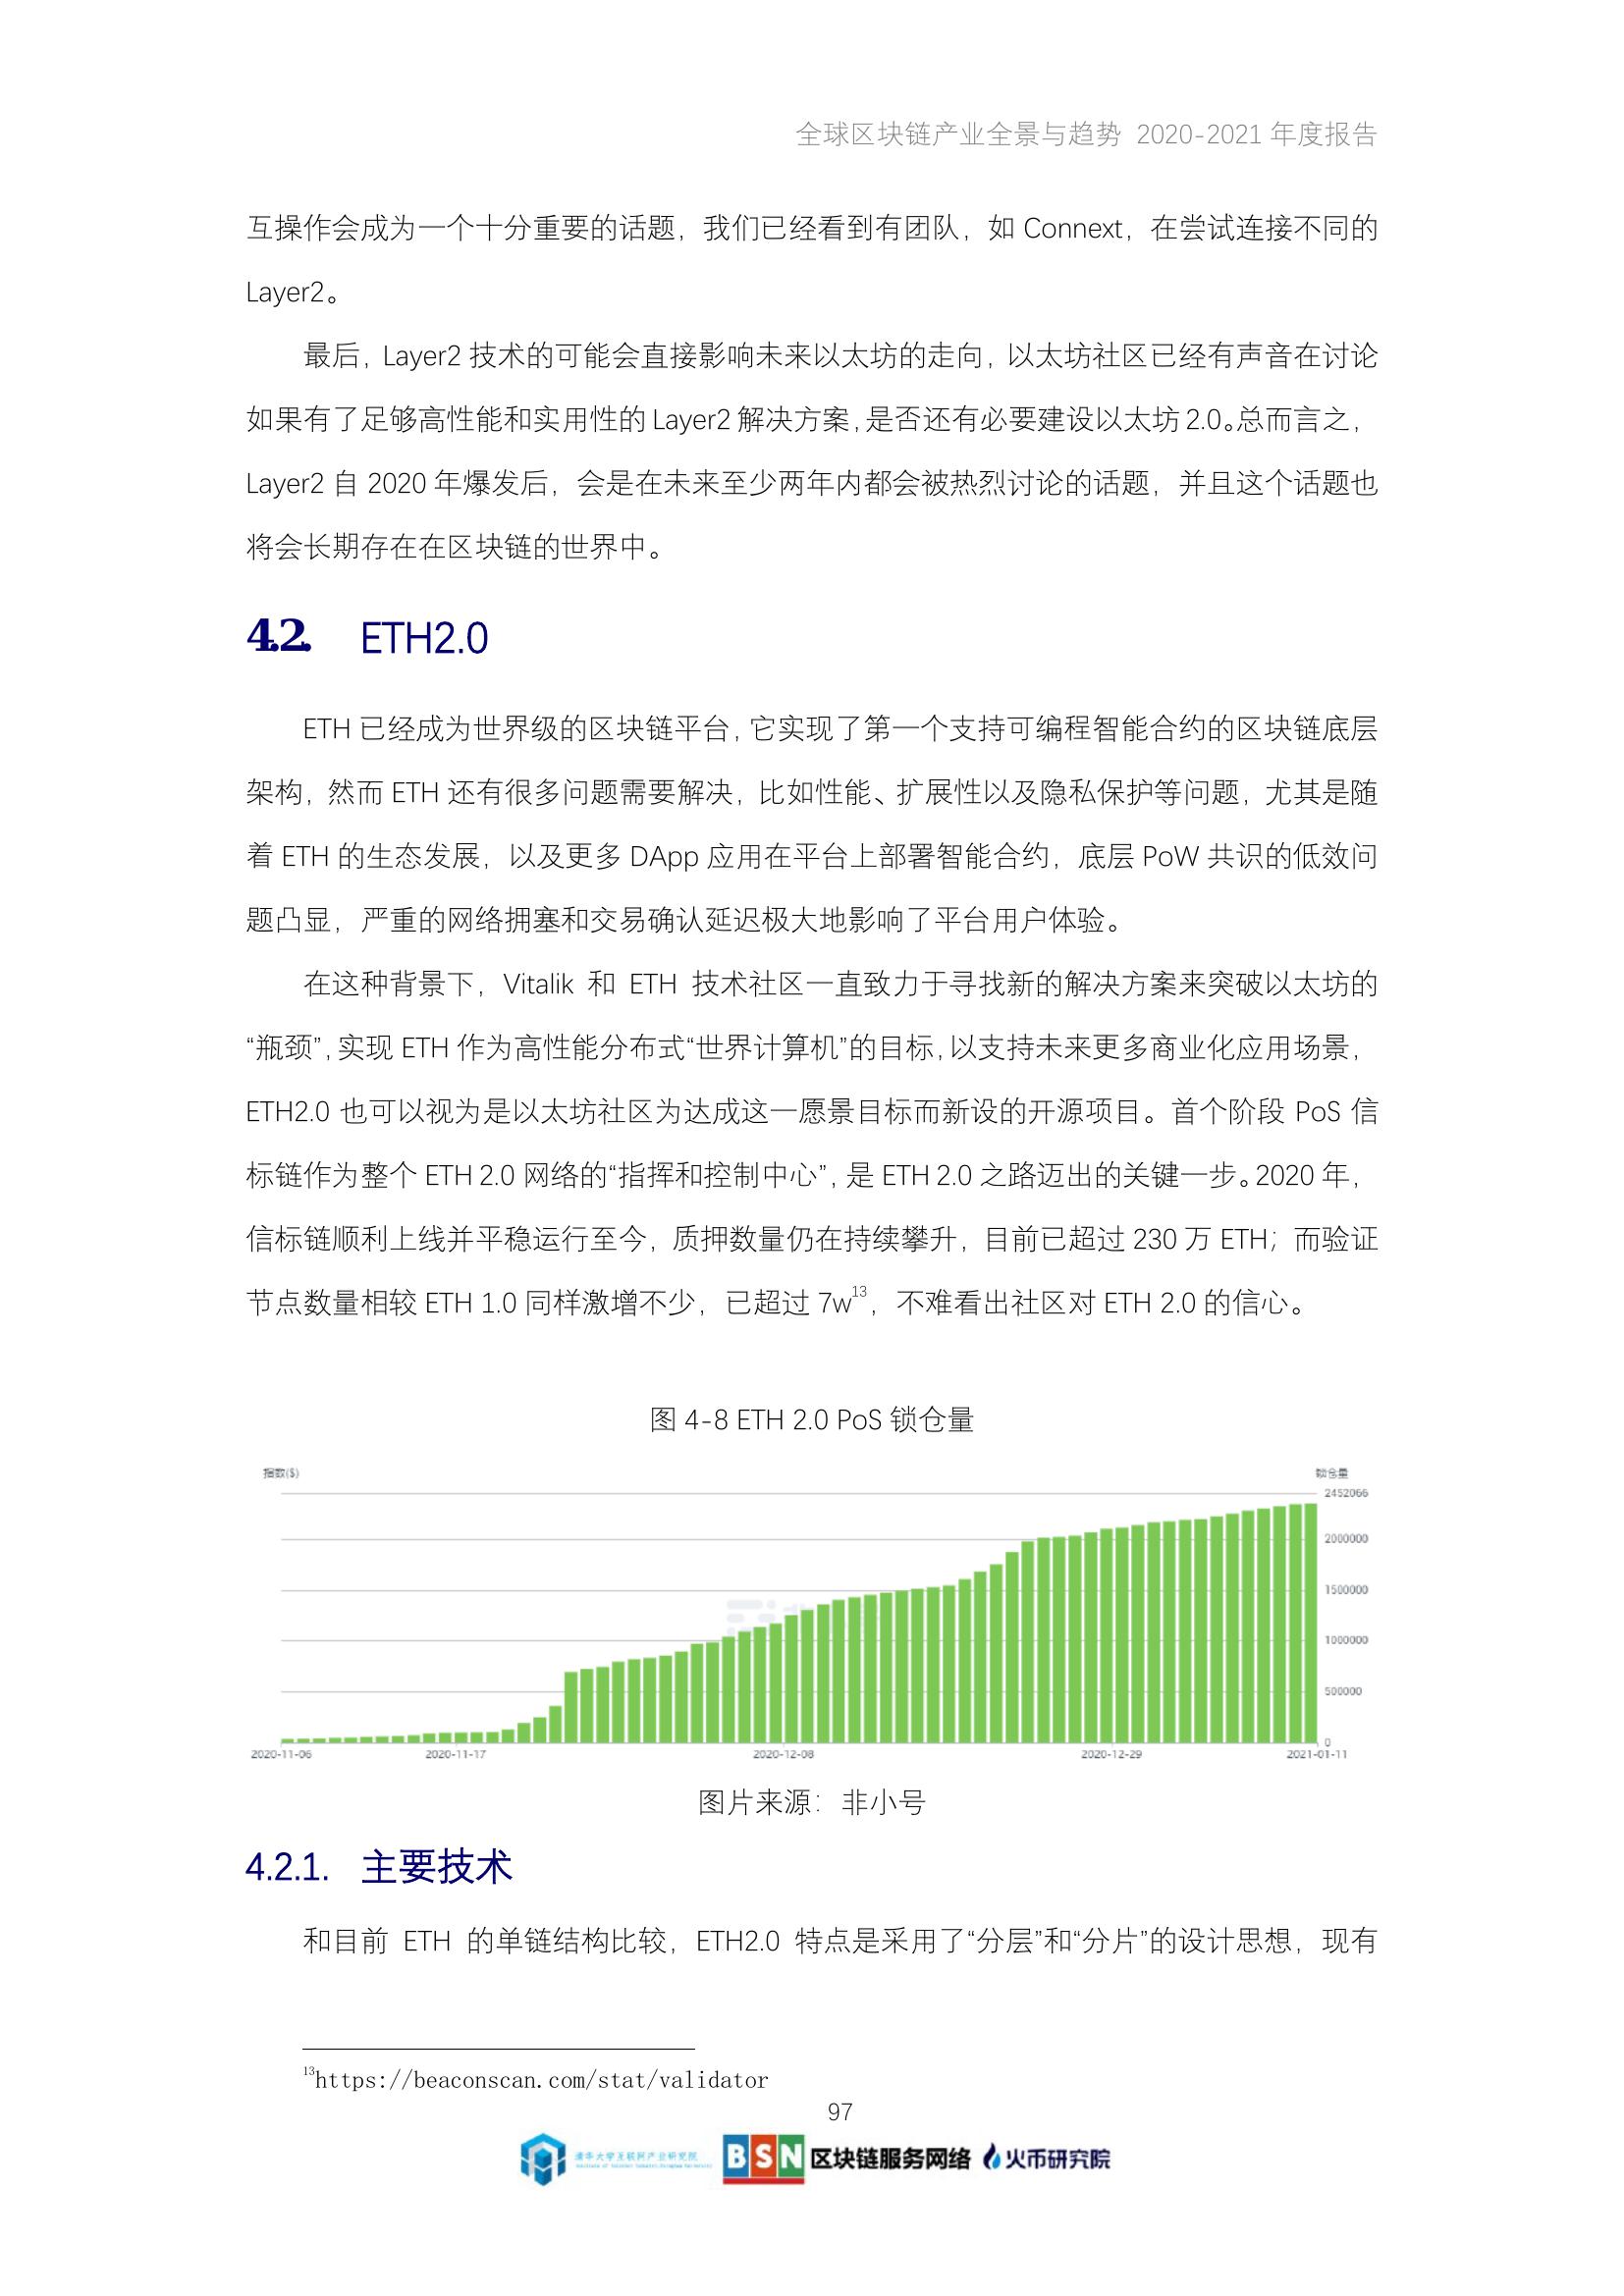 全球区块链产业全景与趋势 2020-2021 年度报告
互操作会成为一个十分重要的话题，我们已经看到有团队，如 Connext，在尝试连接不同的
Layer2。
最后，Layer2 技术的可能会直接影响未来以太坊的走向，以太坊社区已经有声音在讨论
如果有了足够高性能和实用性的 Layer2 解决方案，是否还有必要建设以太坊 2.0。总而言之，
Layer2 自 2020 年爆发后，会是在未来至少两年内都会被热烈讨论的话题，并且这个话题也
将会长期存在在区块链的世界中。
4.2. ETH2.0
ETH 已经成为世界级的区块链平台，它实现了第一个支持可编程智能合约的区块链底层
架构，然而 ETH 还有很多问题需要解决，比如性能、扩展性以及隐私保护等问题，尤其是随
着 ETH 的生态发展，以及更多 DApp 应用在平台上部署智能合约，底层 PoW 共识的低效问
题凸显，严重的网络拥塞和交易确认延迟极大地影响了平台用户体验。
在这种背景下，Vitalik 和 ETH 技术社区一直致力于寻找新的解决方案来突破以太坊的
“瓶颈”，实现 ETH 作为高性能分布式“世界计算机”的目标，以支持未来更多商业化应用场景，
ETH2.0 也可以视为是以太坊社区为达成这一愿景目标而新设的开源项目。首个阶段 PoS 信
标链作为整个 ETH 2.0 网络的“指挥和控制中心”，是 ETH 2.0 之路迈出的关键一步。2020 年，
信标链顺利上线并平稳运行至今，质押数量仍在持续攀升，目前已超过 230 万 ETH；而验证
节点数量相较 ETH 1.0 同样激增不少，已超过 7w13，不难看出社区对 ETH 2.0 的信心。
图 4-8 ETH 2.0 PoS 锁仓量
指数($) 锁仓量
2452066
2000000
1500000
1000000
500000
0
2020-11-06 2020-11-17 2020-12-08 2020-12-29 2021-01-11
图片来源：非小号
4.2.1. 主要技术
和目前 ETH 的单链结构比较，ETH2.0 特点是采用了“分层”和“分片”的设计思想，现有
13https://beaconscan.com/stat/validator
97
清华大学互联网产业研究院 BSN 区块链服务网络 火币研究院